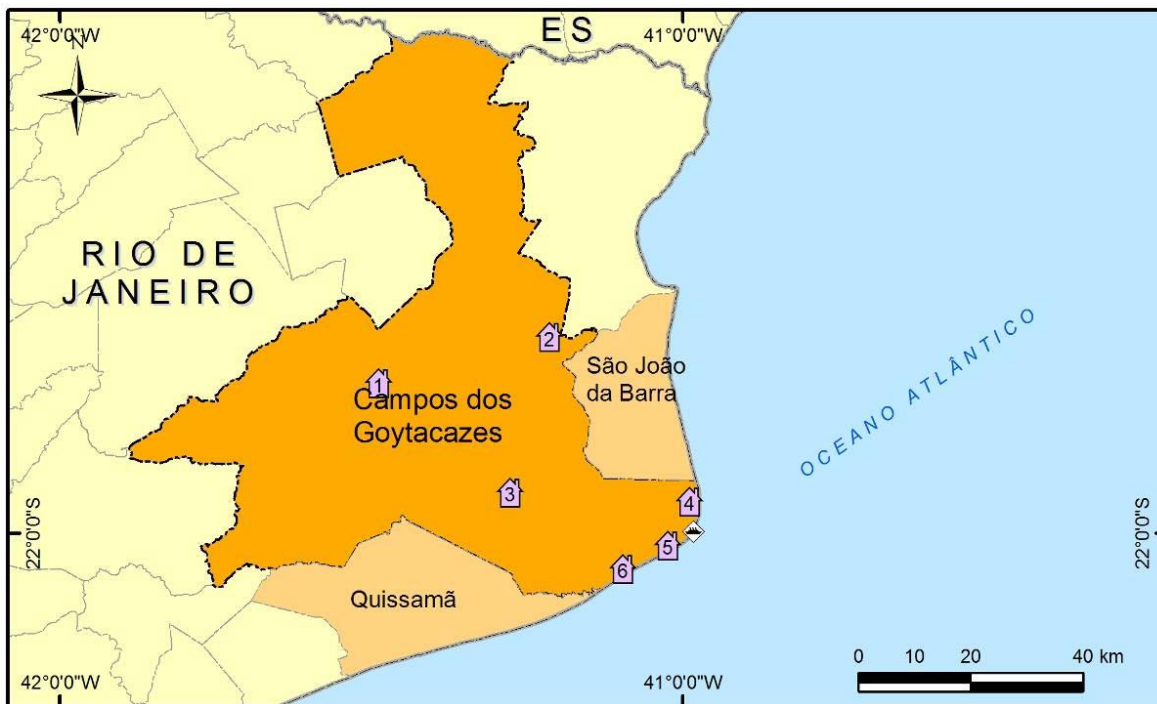 42°0'0"W
41°0'0"W
N
ES
RIO DE
JANEIRO
2
São João
da Barra
1
Campos dos
Goytacazes
OCEANO ATLÂNTICO
3
4
22°0'0"S
22°0'0"S
5
6
Quissamã
0 10 20 40 km
42°0'0"W
41°0'0"W